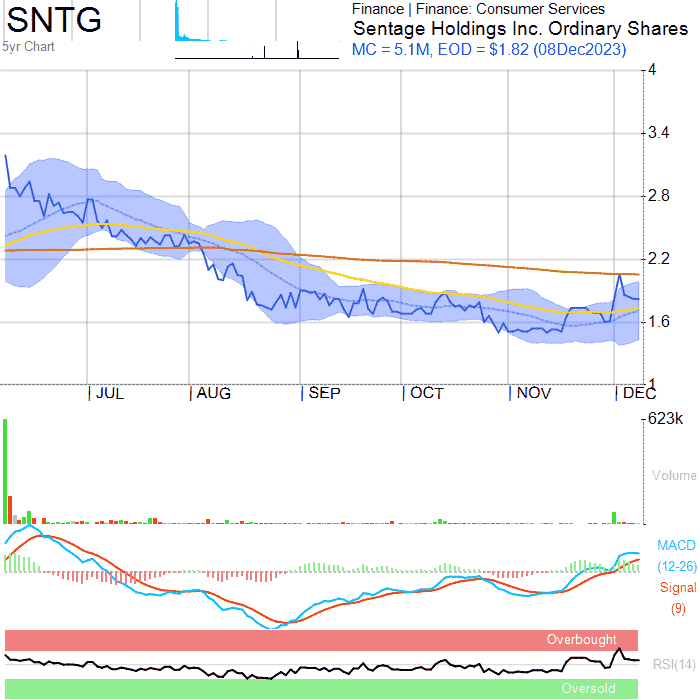 SNTG
5yr Chart
Finance | Finance: Consumer Services
Sentage Holdings Inc. Ordinary Shares
MC = 5.1M, EOD = $1.82 (08Dec2023)
4
3.4
2.8
2.2
1.6
1
JUL
AUG
SEP
OCT
NOV
DEC
623k
Volume
MACD
(12-26)
Signal
(9)
Overbought
RSI(14)
Oversold